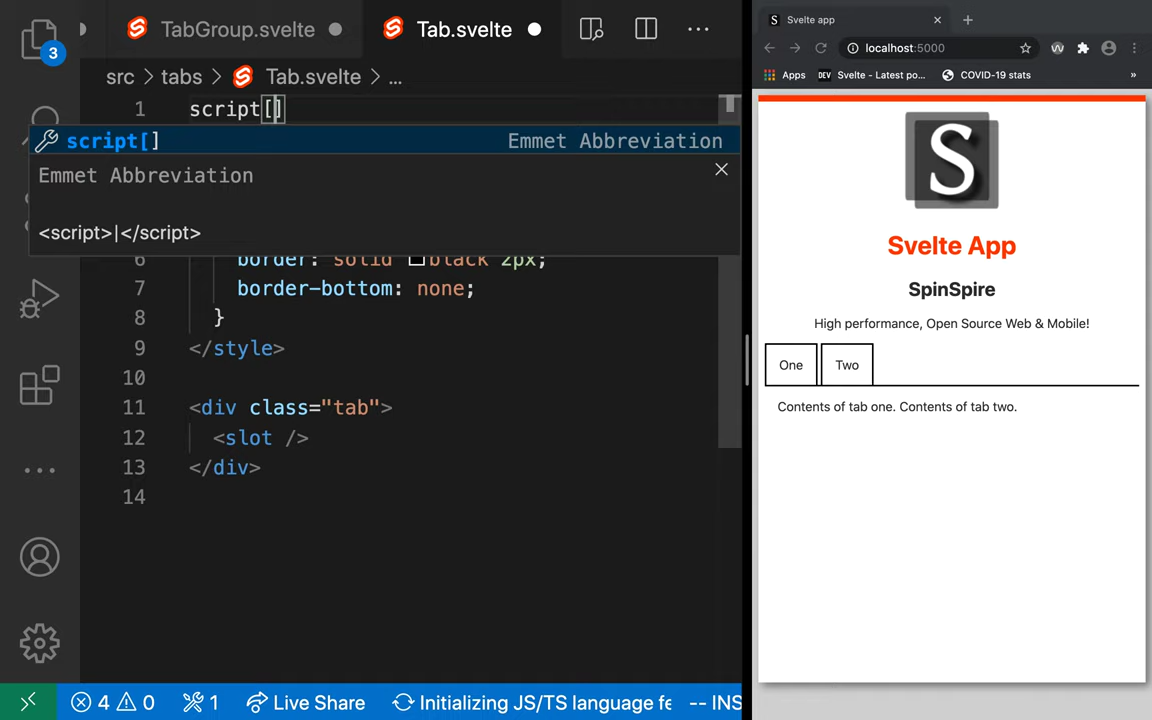 TabGroup.svelte
Tab.svelte
3
src > tabs > Tab.svelte > ...
1 script[]
script[] Emmet Abbreviation
Emmet Abbreviation
<script>|</script>
6 border: solid black 2px;
7 border-bottom: none;
8 }
9 </style>
10
11 <div class="tab">
12 <slot />
13 </div>
14
4 0 1 Live Share Initializing JS/TS language fe -- INS
S Svelte app
localhost:5000
Apps DEV Svelte - Latest po... COVID-19 stats »
S
Svelte App
SpinSpire
High performance, Open Source Web & Mobile!
One Two
Contents of tab one. Contents of tab two.